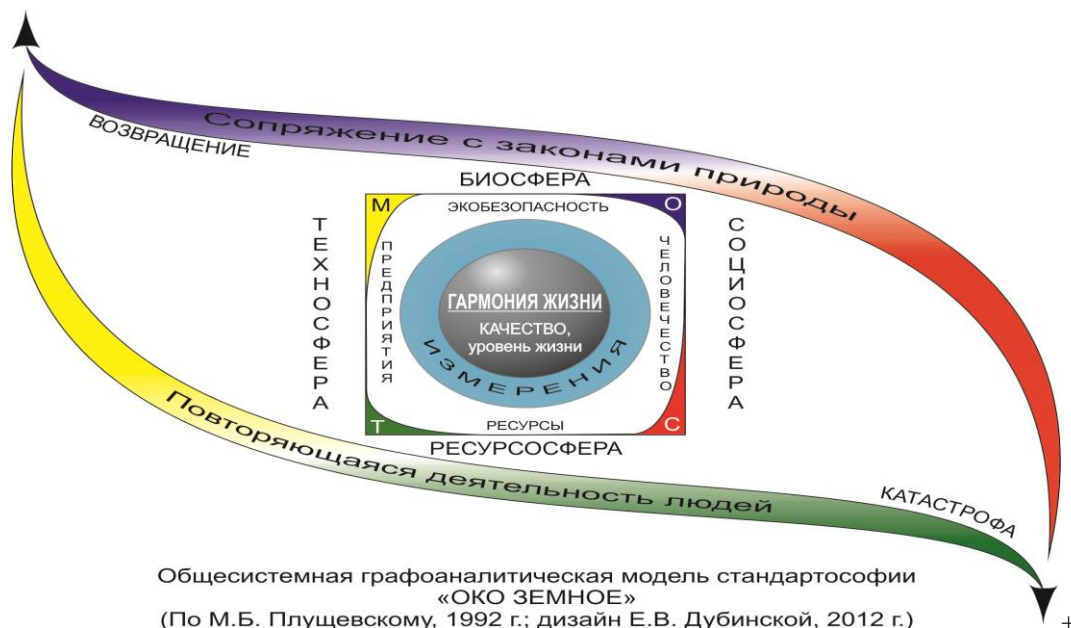 Сопряжение с законами природы
ВОЗВРАЩЕНИЕ
БИОСФЕРА
М
ЭКОБЕЗОПАСНОСТЬ
О
ТЕХНОСФЕРА
ПРЕДПРИЯТИЯ
ГАРМОНИЯ ЖИЗНИ
КАЧЕСТВО,
уровень жизни
ИЗМЕРЕНИЯ
ЧЕЛОВЕЧЕСТВО
СОЦИОСФЕРА
Т
РЕСУРСЫ
С
РЕСУРСОСФЕРА
Повторяющаяся деятельность людей
КАТАСТРОФА
Общесистемная графоаналитическая модель стандартософии
«ОКО ЗЕМНОЕ»
(По М.Б. Плущевскому, 1992 г.; дизайн Е.В. Дубинской, 2012 г.)